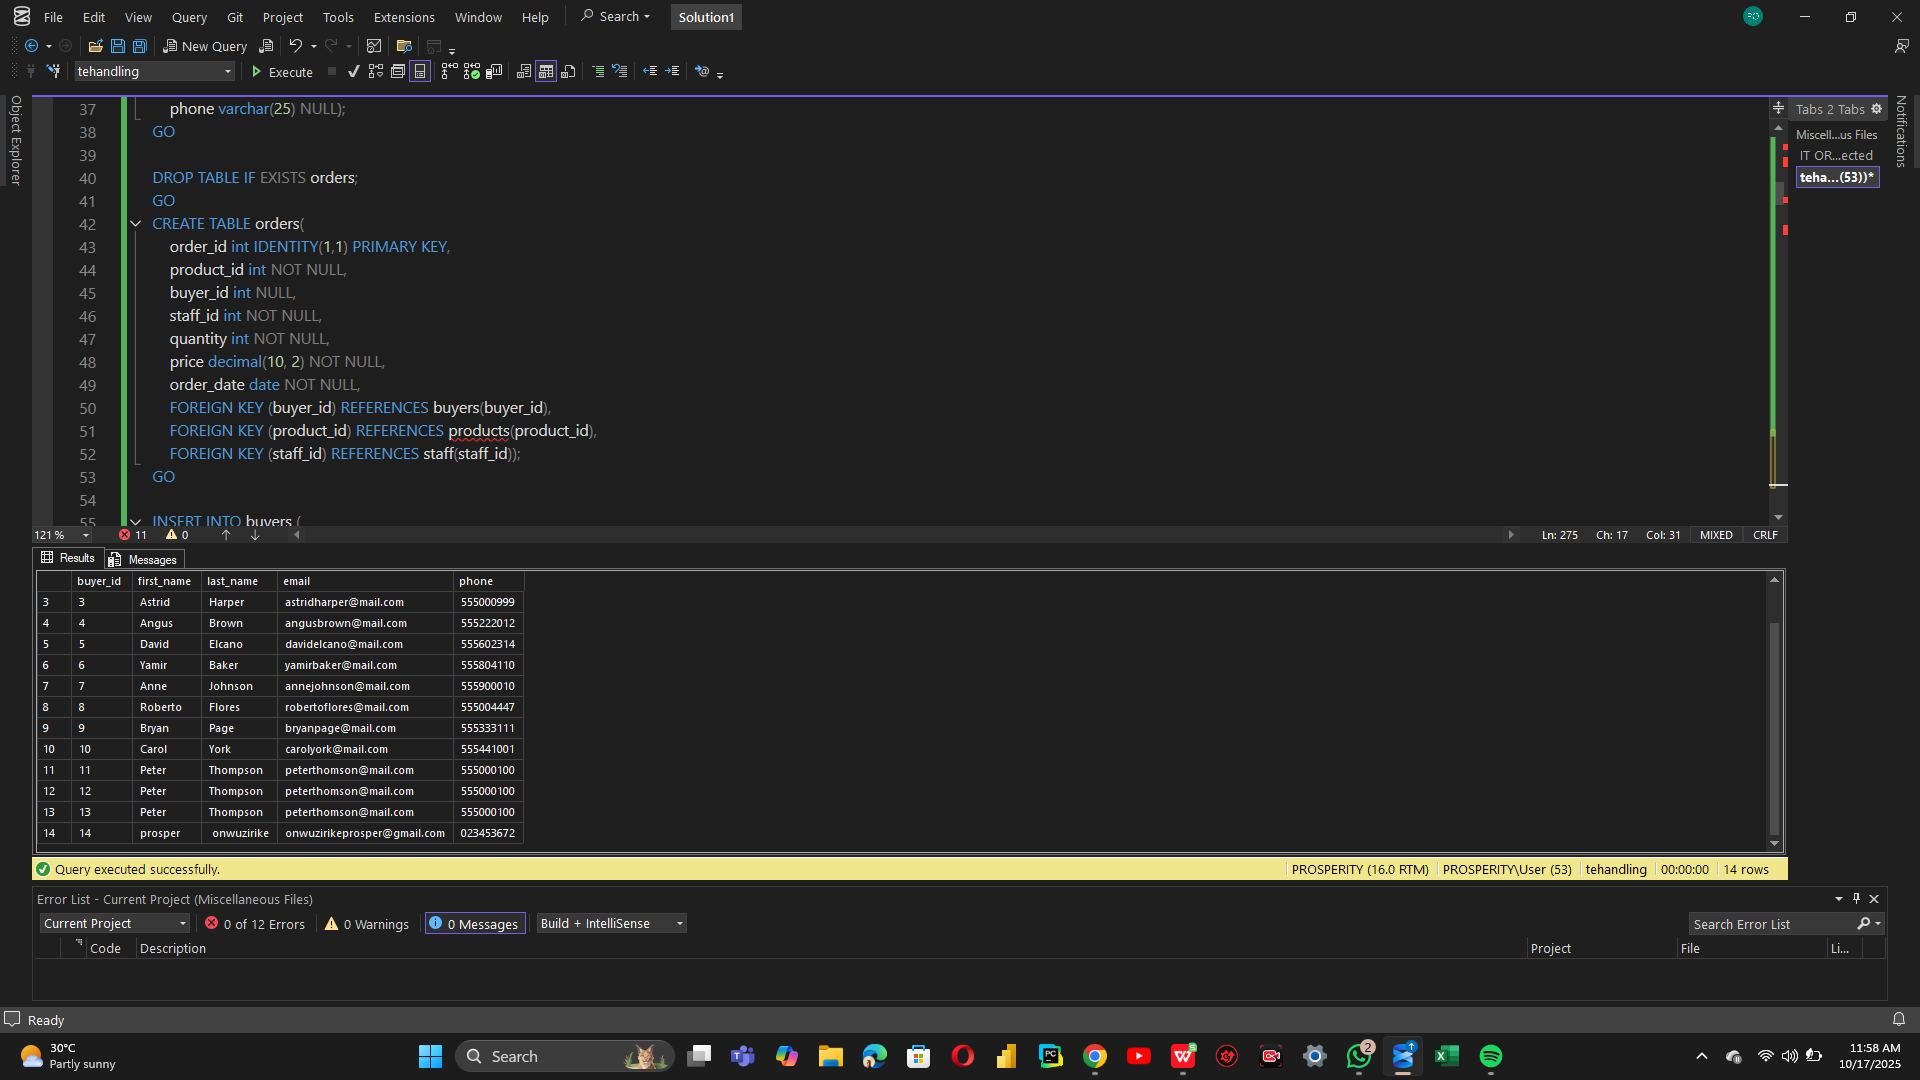 File Edit View Query Git Project Tools Extensions Window Help Search Solution1
New Query
tehandling Execute
Object Explorer
37 phone varchar(25) NULL);
38 GO
39
40 DROP TABLE IF EXISTS orders;
41 GO
42 CREATE TABLE orders(
43 order_id int IDENTITY(1,1) PRIMARY KEY,
44 product_id int NOT NULL,
45 buyer_id int NULL,
46 staff_id int NOT NULL,
47 quantity int NOT NULL,
48 price decimal(10, 2) NOT NULL,
49 order_date date NOT NULL,
50 FOREIGN KEY (buyer_id) REFERENCES buyers(buyer_id),
51 FOREIGN KEY (product_id) REFERENCES products(product_id),
52 FOREIGN KEY (staff_id) REFERENCES staff(staff_id));
53 GO
54
55 INSERT INTO buyers (
Tabs 2 Tabs
Miscell...us Files
IT OR...ected
teha...(53))*
Notifications
121 % 11 0 Ln: 275 Ch: 17 Col: 31 MIXED CRLF
Results Messages
buyer_id first_name last_name email phone
3 3 Astrid Harper astridharper@mail.com 555000999
4 4 Angus Brown angusbrown@mail.com 555222012
5 5 David Elcano davidelcano@mail.com 555602314
6 6 Yamir Baker yamirbaker@mail.com 555804110
7 7 Anne Johnson annejohnson@mail.com 555900010
8 8 Roberto Flores robertoflores@mail.com 555004447
9 9 Bryan Page bryanpage@mail.com 555333111
10 10 Carol York carolyork@mail.com 555441001
11 11 Peter Thompson peterthomson@mail.com 555000100
12 12 Peter Thompson peterthomson@mail.com 555000100
13 13 Peter Thompson peterthomson@mail.com 555000100
14 14 prosper onwuzirike onwuzirikeprosper@gmail.com 023453672
Query executed successfully. PROSPERITY (16.0 RTM) PROSPERITY\User (53) tehandling 00:00:00 14 rows
Error List - Current Project (Miscellaneous Files)
Current Project 0 of 12 Errors 0 Warnings 0 Messages Build + IntelliSense Search Error List
Code Description Project File Li...
Ready
30°C
Partly sunny
Search
2
11:58 AM
10/17/2025